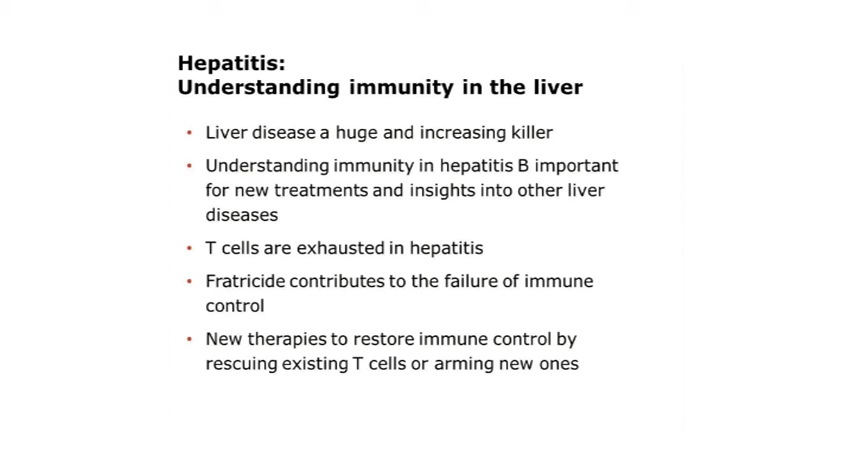 Hepatitis:
Understanding immunity in the liver
• Liver disease a huge and increasing killer
• Understanding immunity in hepatitis B important
for new treatments and insights into other liver
diseases
• T cells are exhausted in hepatitis
• Fratricide contributes to the failure of immune
control
• New therapies to restore immune control by
rescuing existing T cells or arming new ones